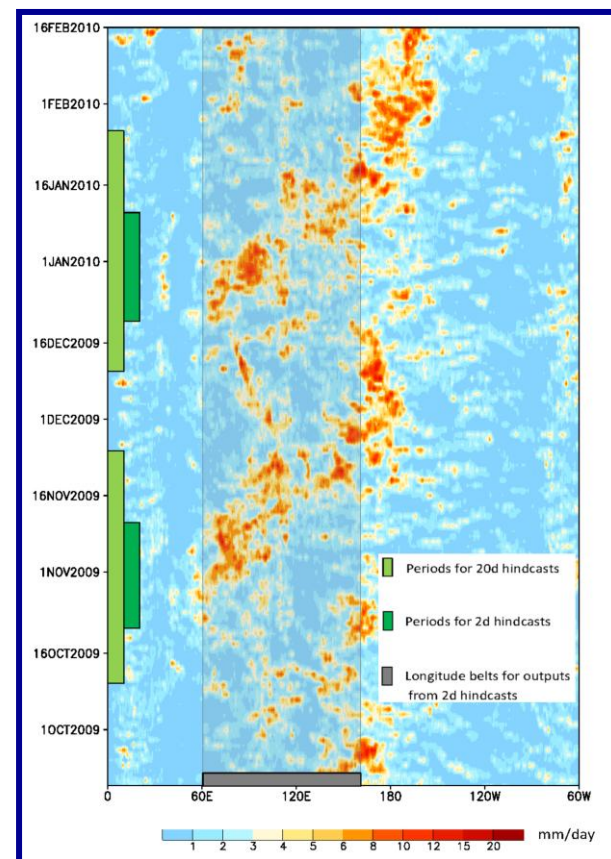 16FEB2010
1FEB2010
16JAN2010
1JAN2010
16DEC2009
1DEC2009
16NOV2009
1NOV2009
16OCT2009
1OCT2009
Periods for 20d hindcasts
Periods for 2d hindcasts
Longitude belts for outputs
from 2d hindcasts
0 60E 120E 180 120W 60W
1 2 3 4 5 6 8 10 12 15 20 mm/day